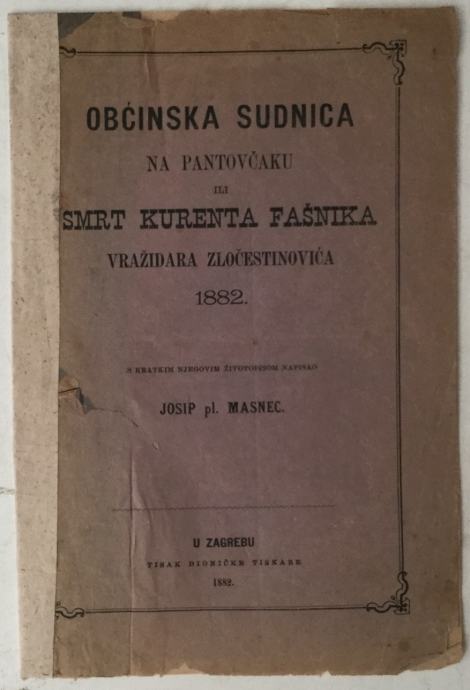 OBĆINSKA SUDNICA
NA PANTOVČAKU
ILI
SMRT KURENTA FAŠNIKA
VRAŽIDARA ZLOČESTINOVIĆA
1882.
S KRATKIM NJEGOVIM ŽIVOTOPISOM NAPISAO
JOSIP pl. MASNEC.
U ZAGREBU
TISAK DIONIČKE TISKARE
1882.